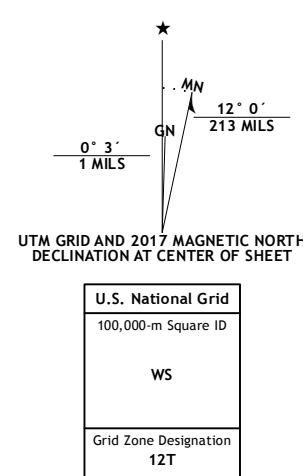 ★
MN
GN
12° 0´
213 MILS
0° 3´
1 MILS
UTM GRID AND 2017 MAGNETIC NORTH
DECLINATION AT CENTER OF SHEET
U.S. National Grid
100,000-m Square ID
WS
Grid Zone Designation
12T